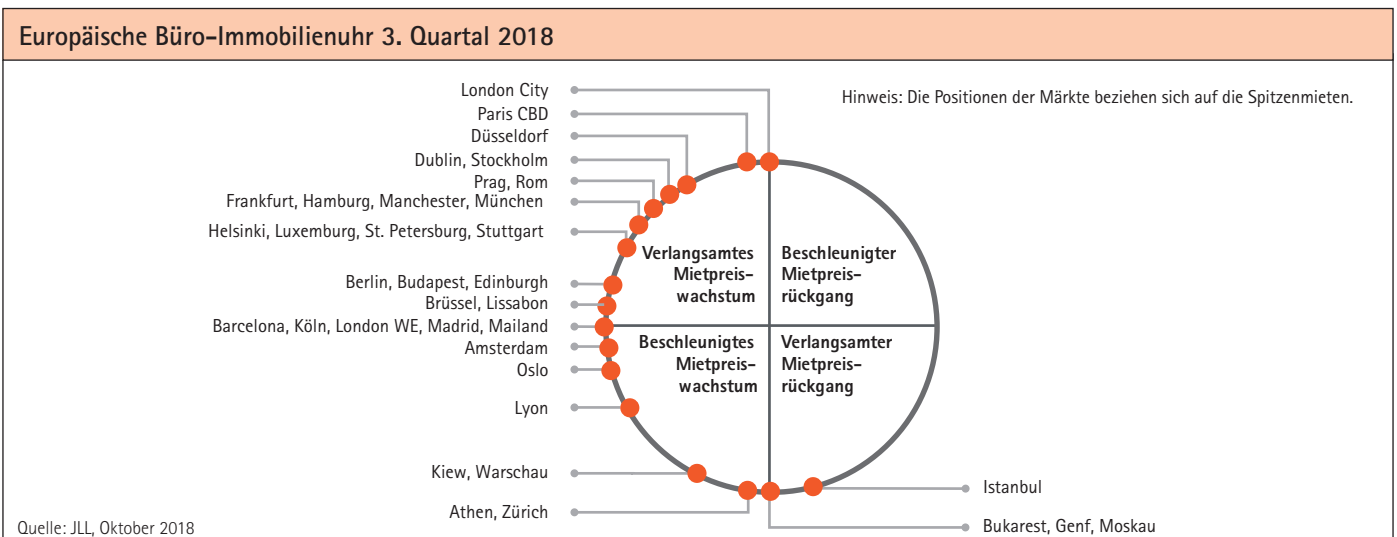 Europäische Büro-Immobilienuhr 3. Quartal 2018
Hinweis: Die Positionen der Märkte beziehen sich auf die Spitzenmieten.
London City
Paris CBD
Düsseldorf
Dublin, Stockholm
Prag, Rom
Frankfurt, Hamburg, Manchester, München
Helsinki, Luxemburg, St. Petersburg, Stuttgart
Berlin, Budapest, Edinburgh
Brüssel, Lissabon
Barcelona, Köln, London WE, Madrid, Mailand
Amsterdam
Oslo
Lyon
Kiew, Warschau
Athen, Zürich
Verlangsamtes
Mietpreis-
wachstum
Beschleunigter
Mietpreis-
rückgang
Beschleunigtes
Mietpreis-
wachstum
Verlangsamter
Mietpreis-
rückgang
Istanbul
Bukarest, Genf, Moskau
Quelle: JLL, Oktober 2018